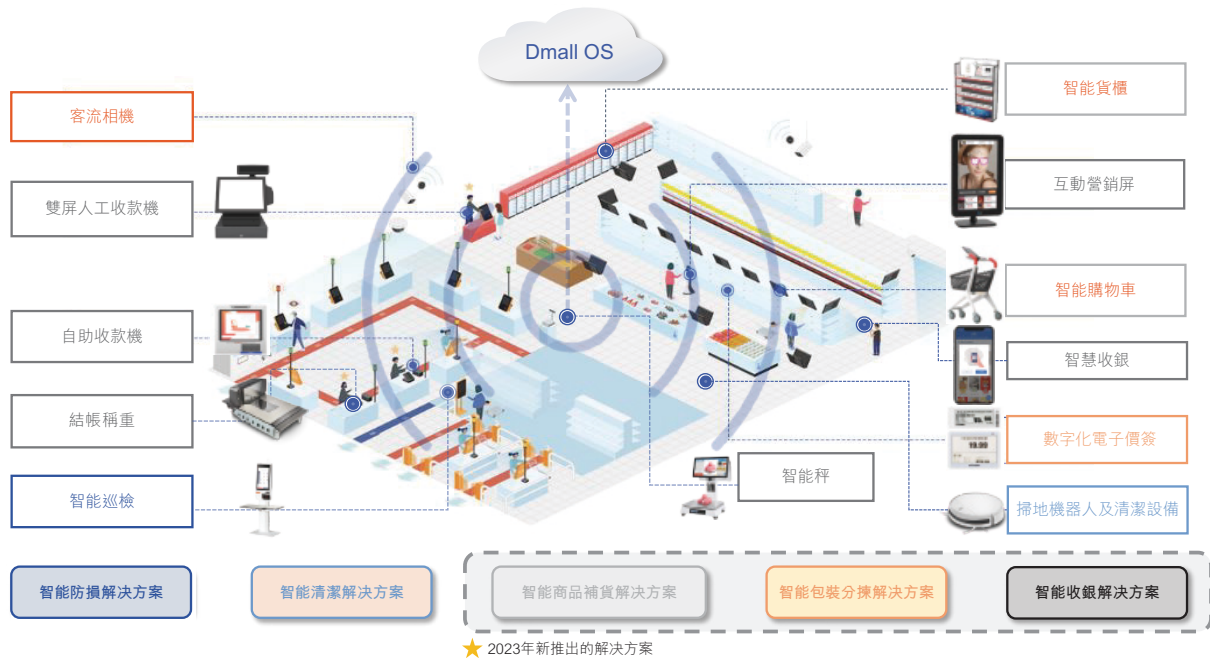 Dmall OS
客流相機
雙屏人工收款機
自助收款機
結帳稱重
智能巡檢
智能貨櫃
互動營銷屏
智能購物車
智慧收銀
19.99
數字化電子價簽
智能秤
掃地機器人及清潔設備
智能防損解決方案
智能清潔解決方案
智能商品補貨解決方案
智能包裝分揀解決方案
智能收銀解決方案
2023年新推出的解決方案